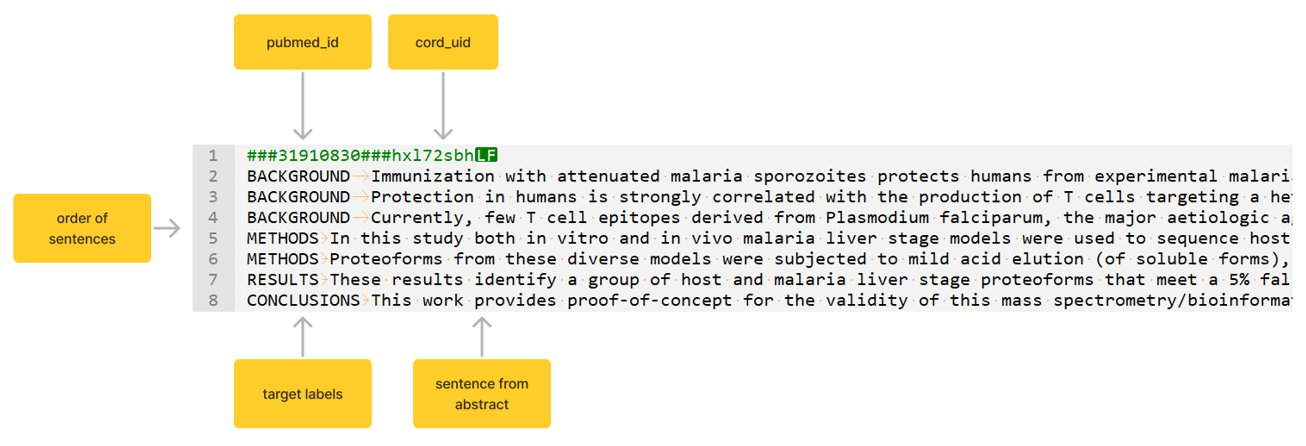 pubmed_id
cord_uid
1 ###31910830###hxl72sbhLF
2 BACKGROUND→Immunization·with·attenuated·malaria·sporozoites·protects·humans·from·experimental·malari
3 BACKGROUND→Protection·in·humans·is·strongly·correlated·with·the·production·of·T·cells·targeting·a·he
4 BACKGROUND→Currently,·few·T·cell·epitopes·derived·from·Plasmodium·falciparum,·the·major·aetiologic·a
5 METHODS→In·this·study·both·in·vitro·and·in·vivo·malaria·liver·stage·models·were·used·to·sequence·host
6 METHODS→Proteoforms·from·these·diverse·models·were·subjected·to·mild·acid·elution·(of·soluble·forms),
7 RESULTS→These·results·identify·a·group·of·host·and·malaria·liver·stage·proteoforms·that·meet·a·5%·fal
8 CONCLUSIONS→This·work·provides·proof-of-concept·for·the·validity·of·this·mass·spectrometry/bioinforma
order of
sentences
target labels
sentence from
abstract